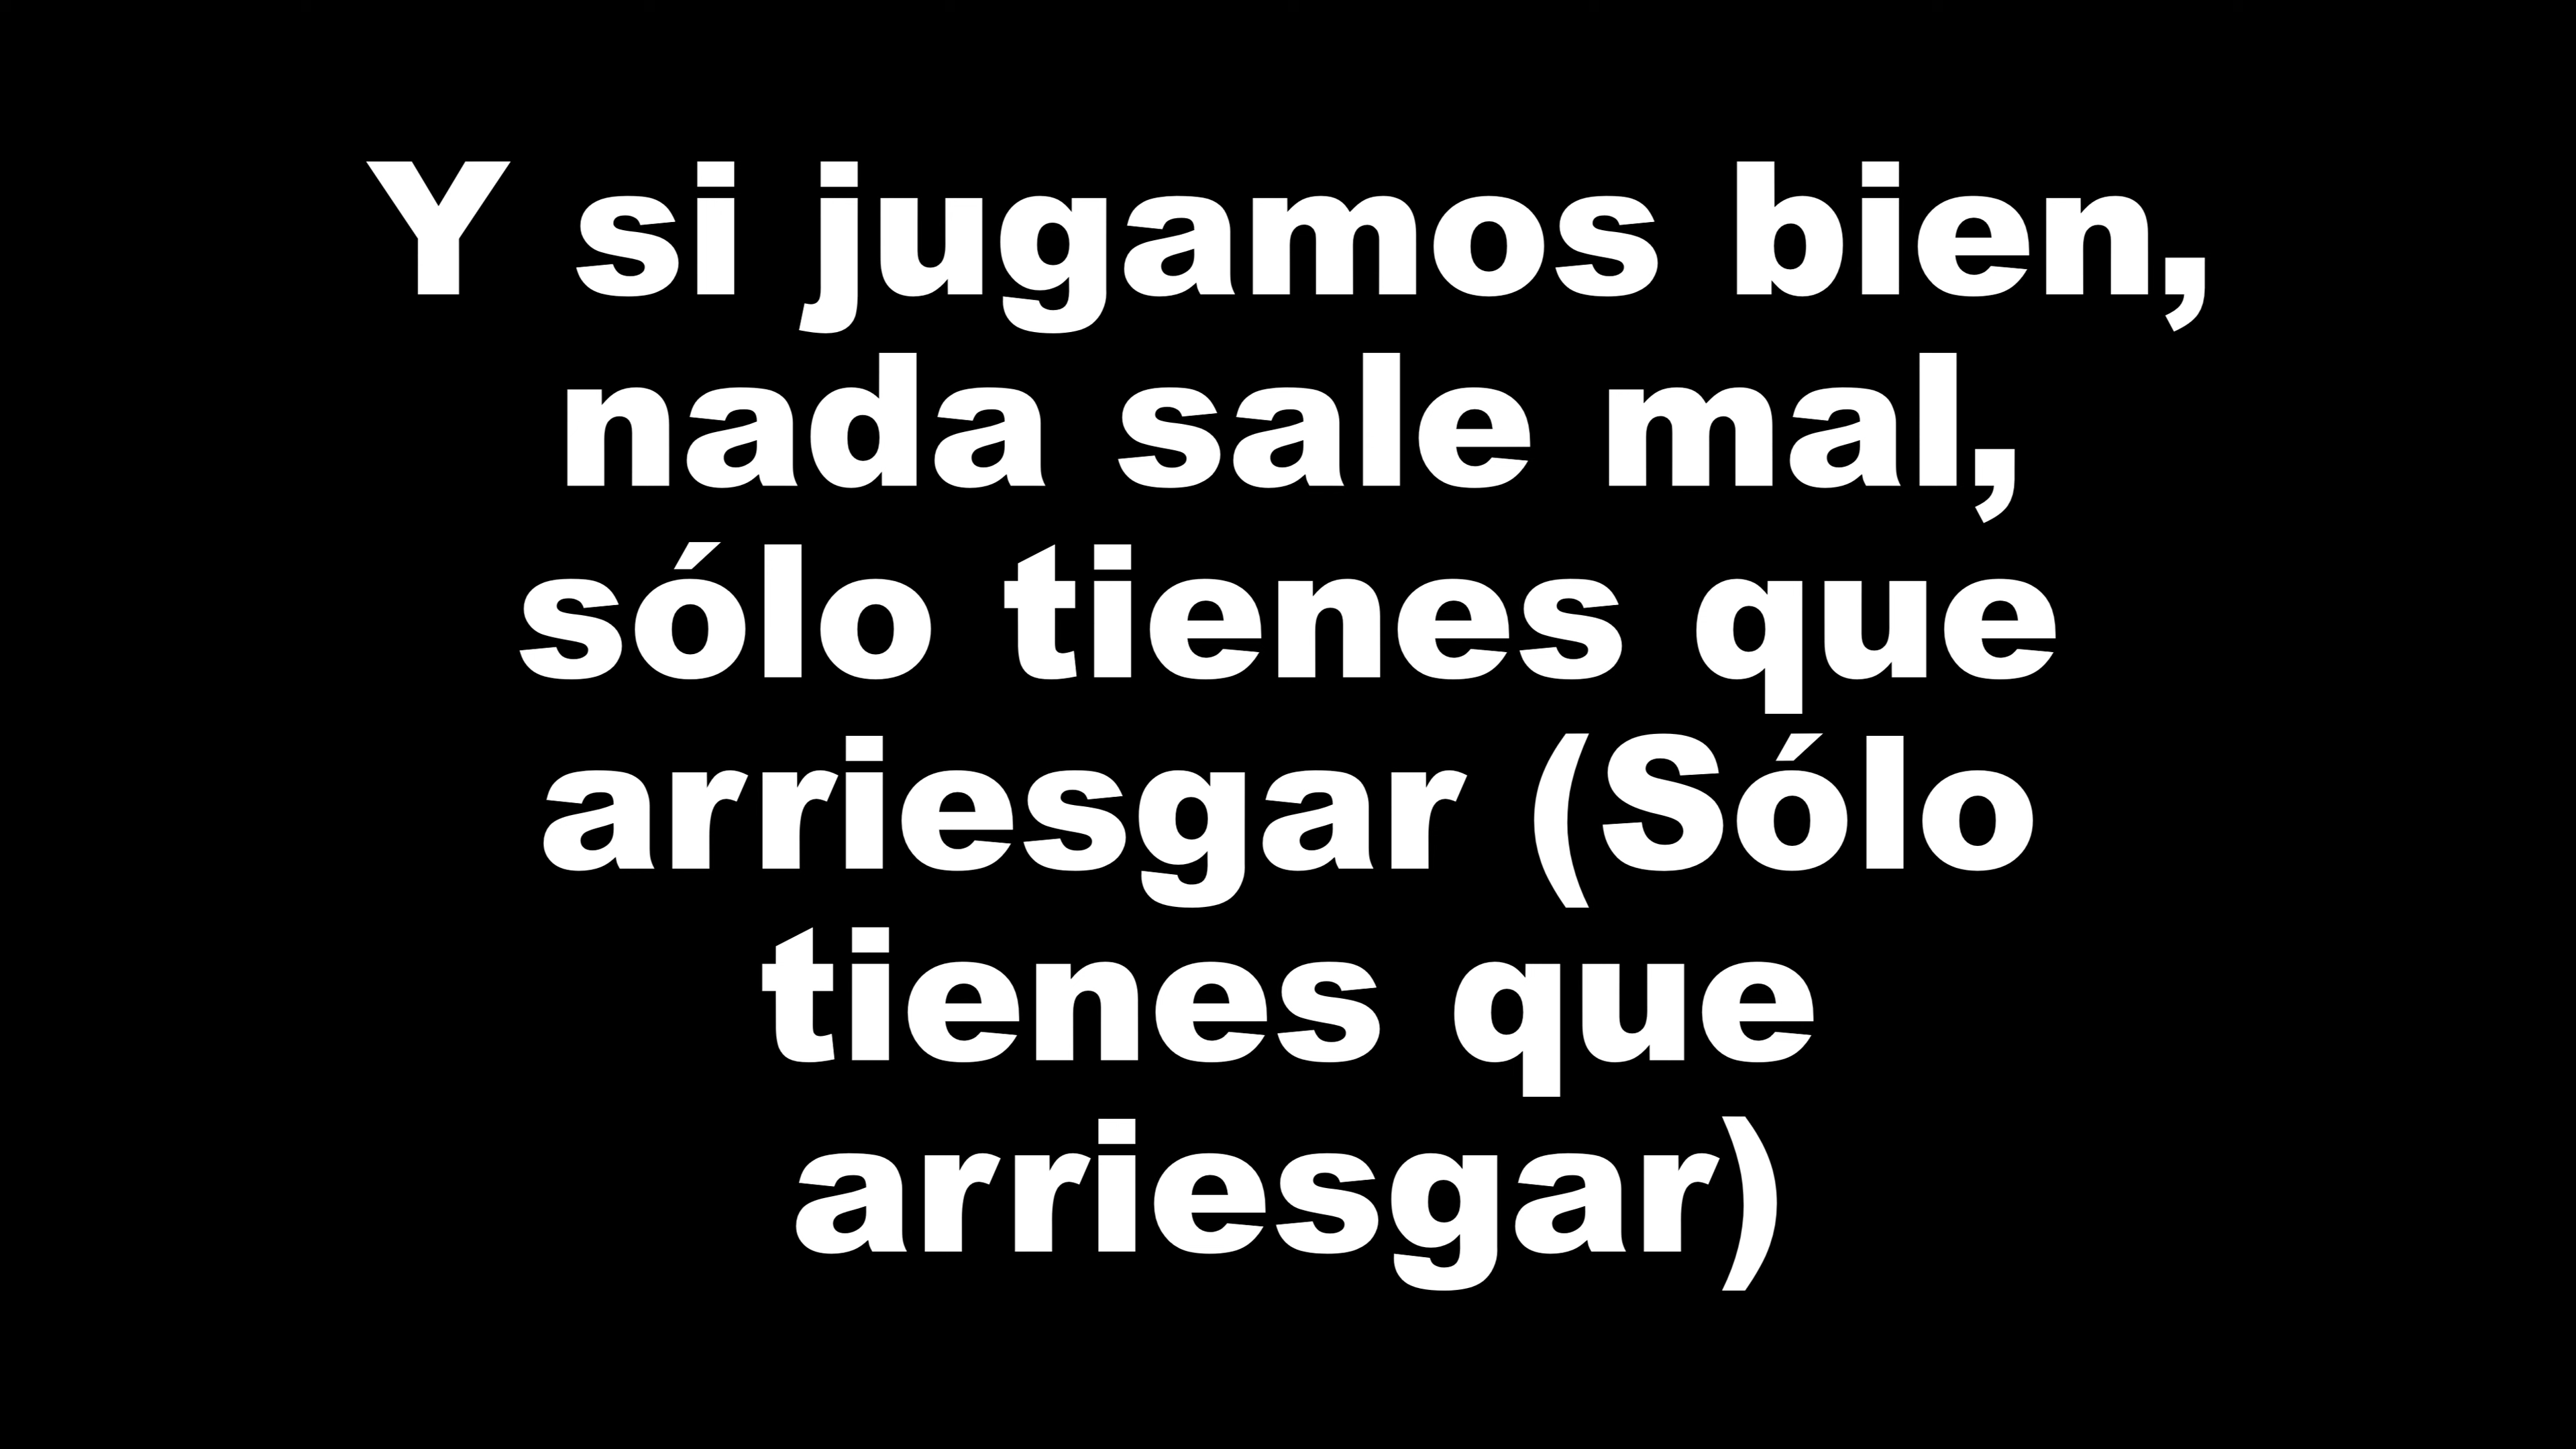 Y si jugamos bien,
nada sale mal,
sólo tienes que
arriesgar (Sólo
tienes que
arriesgar)